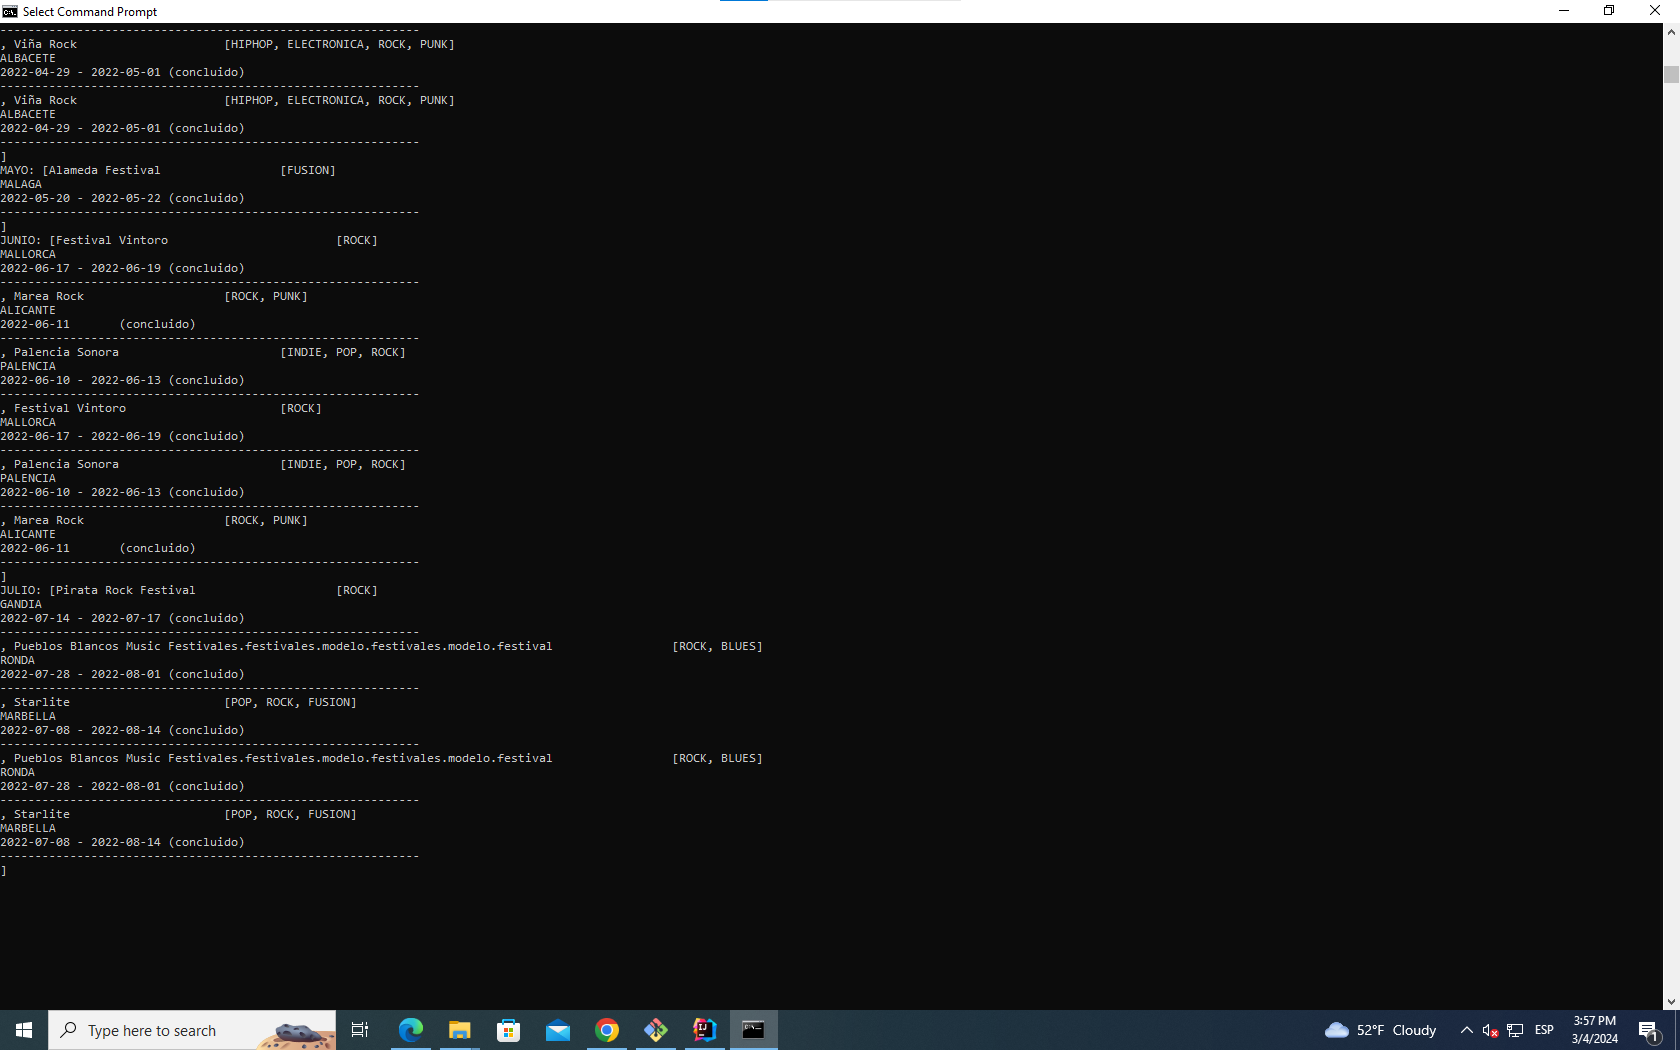 Select Command Prompt
------------------------------------------------------------
, Viña Rock                     [HIPHOP, ELECTRONICA, ROCK, PUNK]
ALBACETE
2022-04-29 - 2022-05-01 (concluido)
------------------------------------------------------------
, Viña Rock                     [HIPHOP, ELECTRONICA, ROCK, PUNK]
ALBACETE
2022-04-29 - 2022-05-01 (concluido)
------------------------------------------------------------
]
MAYO: [Alameda Festival                 [FUSION]
MALAGA
2022-05-20 - 2022-05-22 (concluido)
------------------------------------------------------------
]
JUNIO: [Festival Vintoro                        [ROCK]
MALLORCA
2022-06-17 - 2022-06-19 (concluido)
------------------------------------------------------------
, Marea Rock                    [ROCK, PUNK]
ALICANTE
2022-06-11       (concluido)
------------------------------------------------------------
, Palencia Sonora                       [INDIE, POP, ROCK]
PALENCIA
2022-06-10 - 2022-06-13 (concluido)
------------------------------------------------------------
, Festival Vintoro                      [ROCK]
MALLORCA
2022-06-17 - 2022-06-19 (concluido)
------------------------------------------------------------
, Palencia Sonora                       [INDIE, POP, ROCK]
PALENCIA
2022-06-10 - 2022-06-13 (concluido)
------------------------------------------------------------
, Marea Rock                    [ROCK, PUNK]
ALICANTE
2022-06-11       (concluido)
------------------------------------------------------------
]
JULIO: [Pirata Rock Festival                    [ROCK]
GANDIA
2022-07-14 - 2022-07-17 (concluido)
------------------------------------------------------------
, Pueblos Blancos Music Festivales.festivales.modelo.festivales.modelo.festival                 [ROCK, BLUES]
RONDA
2022-07-28 - 2022-08-01 (concluido)
------------------------------------------------------------
, Starlite                      [POP, ROCK, FUSION]
MARBELLA
2022-07-08 - 2022-08-14 (concluido)
------------------------------------------------------------
, Pueblos Blancos Music Festivales.festivales.modelo.festivales.modelo.festival                 [ROCK, BLUES]
RONDA
2022-07-28 - 2022-08-01 (concluido)
------------------------------------------------------------
, Starlite                      [POP, ROCK, FUSION]
MARBELLA
2022-07-08 - 2022-08-14 (concluido)
------------------------------------------------------------
]
Type here to search
52°F Cloudy
ESP
3:57 PM
3/4/2024
1